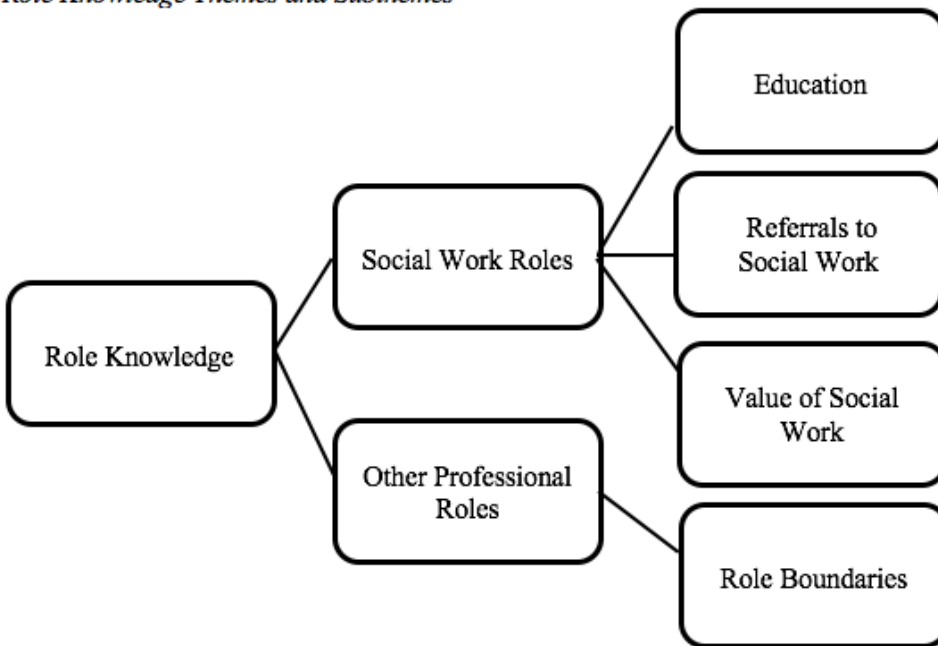 Role Knowledge Themes and Subthemes
Education
Referrals to
Social Work
Social Work Roles
Role Knowledge
Value of Social
Work
Other Professional
Roles
Role Boundaries